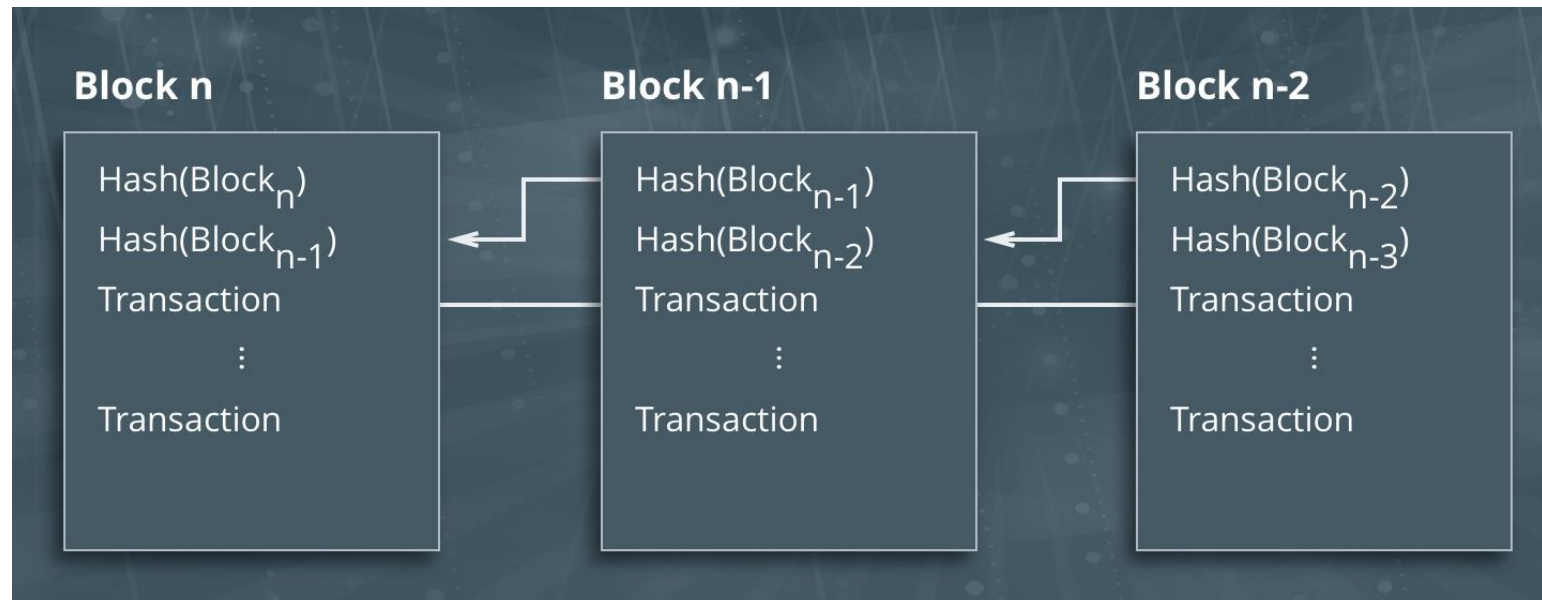 Block n
Hash(Blockn)
Hash(Blockn-1)
Transaction
⋮
Transaction
Block n-1
Hash(Blockn-1)
Hash(Blockn-2)
Transaction
⋮
Transaction
Block n-2
Hash(Blockn-2)
Hash(Blockn-3)
Transaction
⋮
Transaction